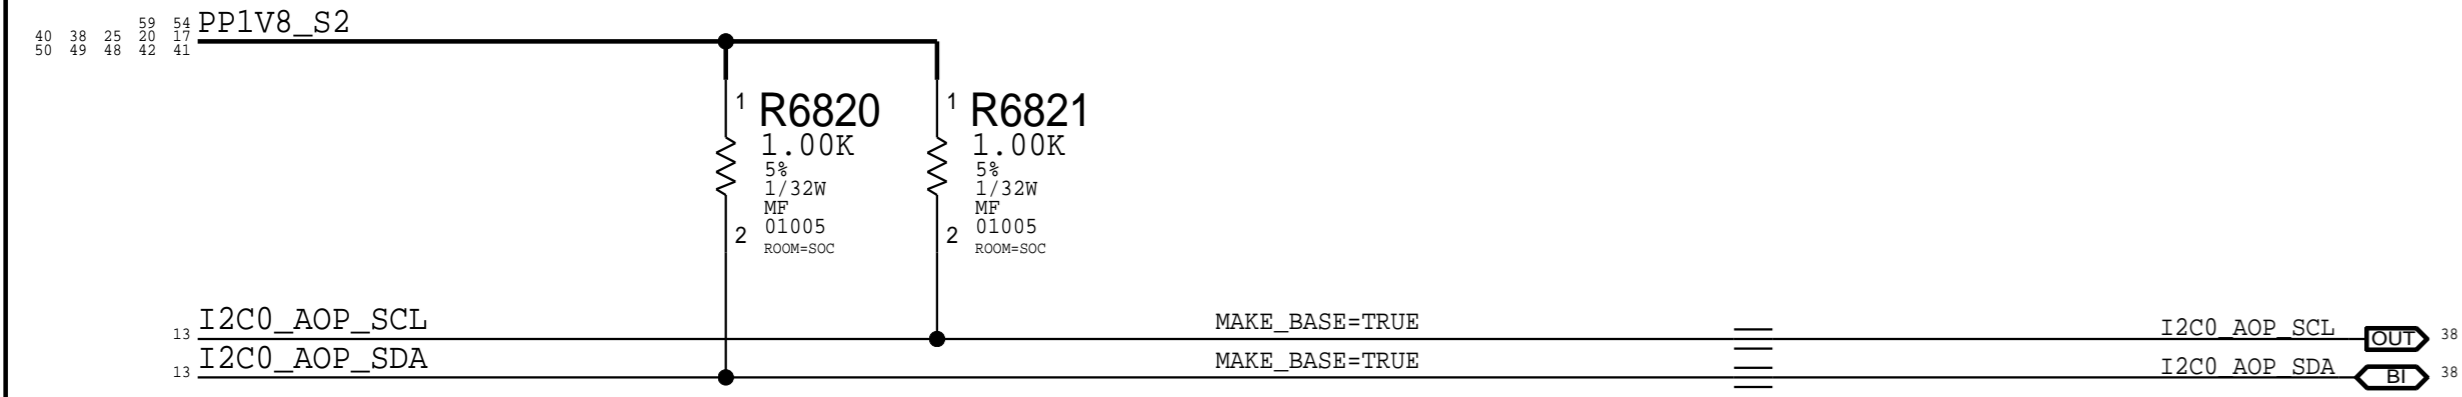 59 54 PP1V8_S2
40 38 25 20 17
50 49 48 42 41
1 R6820
1.00K
5%
1/32W
MF
01005
2
ROOM=SOC
1 R6821
1.00K
5%
1/32W
MF
01005
2
ROOM=SOC
13 I2C0_AOP_SCL
MAKE_BASE=TRUE
I2C0_AOP_SCL OUT 38
13 I2C0_AOP_SDA
MAKE_BASE=TRUE
I2C0_AOP_SDA BI 38